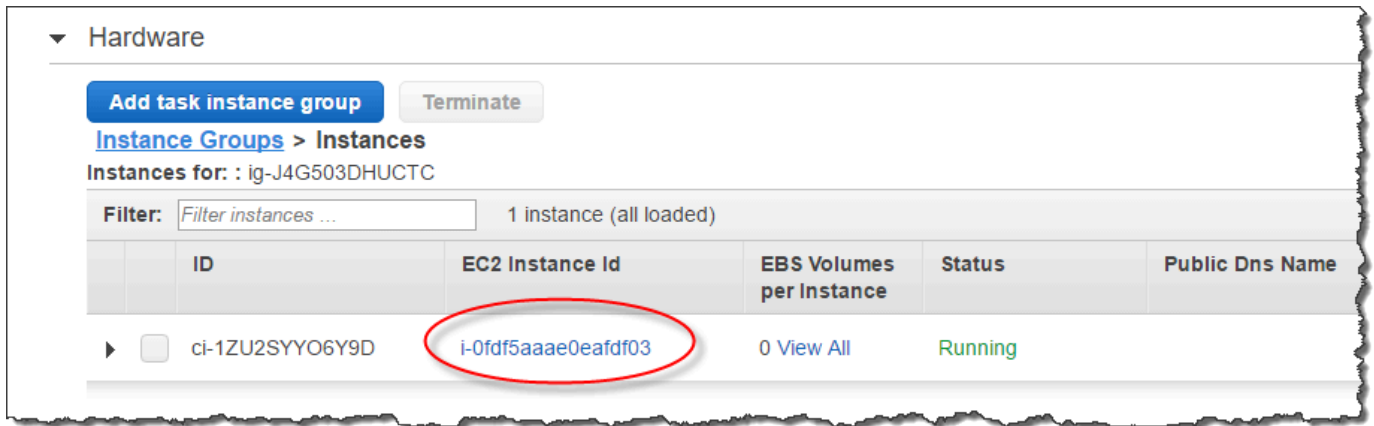 Hardware
Add task instance group Terminate
Instance Groups > Instances
Instances for: : ig-J4G503DHUCTC
Filter: Filter instances ... 1 instance (all loaded)
ID EC2 Instance Id EBS Volumes per Instance Status Public Dns Name
ci-1ZU2SYYO6Y9D i-0fdf5aaae0eafdf03 0 View All Running